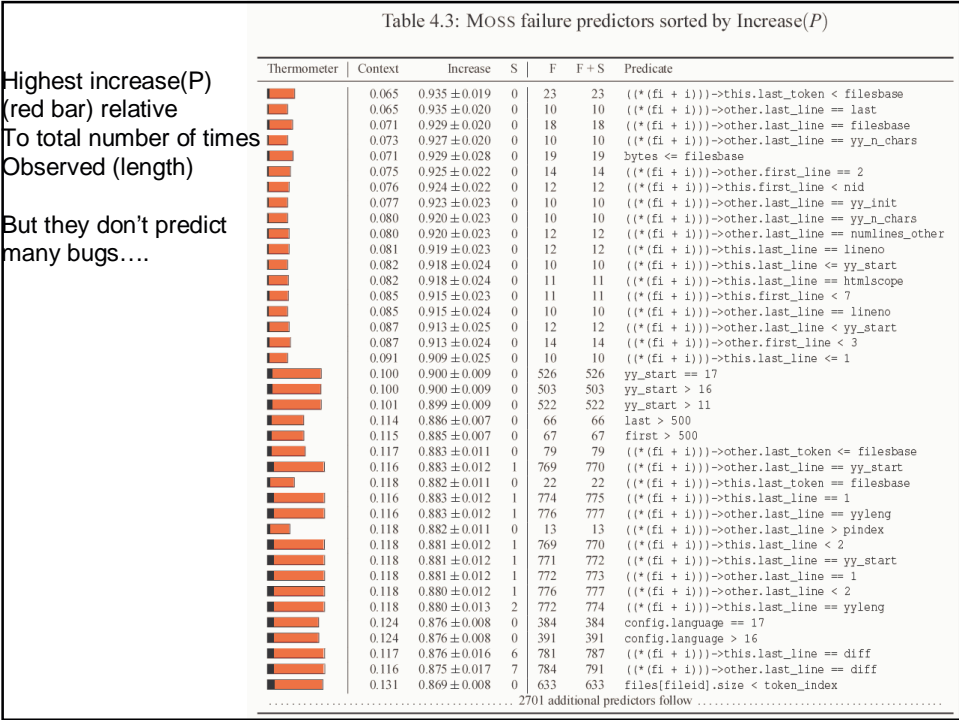 Table 4.3: MOSS failure predictors sorted by Increase(P)
Highest increase(P)
(red bar) relative
To total number of times
Observed (length)
But they don't predict
many bugs….
Thermometer Context Increase S F F + S Predicate
0.065 0.935 ± 0.019 0 23 23 ((*(fi + i)))->this.last_token < filesbase
0.065 0.935 ± 0.020 0 10 10 ((*(fi + i)))->other.last_line == last
0.071 0.929 ± 0.020 0 18 18 ((*(fi + i)))->other.last_line == filesbase
0.073 0.927 ± 0.020 0 10 10 ((*(fi + i)))->other.last_line == yy_n_chars
0.071 0.929 ± 0.028 0 19 19 bytes <= filesbase
0.075 0.925 ± 0.022 0 14 14 ((*(fi + i)))->other.first_line == 2
0.076 0.924 ± 0.022 0 12 12 ((*(fi + i)))->this.first_line < nid
0.077 0.923 ± 0.023 0 10 10 ((*(fi + i)))->other.last_line == yy_init
0.080 0.920 ± 0.023 0 10 10 ((*(fi + i)))->other.last_line == yy_n_chars
0.080 0.920 ± 0.023 0 12 12 ((*(fi + i)))->other.last_line == numlines_other
0.081 0.919 ± 0.023 0 12 12 ((*(fi + i)))->this.last_line == lineno
0.082 0.918 ± 0.024 0 10 10 ((*(fi + i)))->this.last_line <= yy_start
0.082 0.918 ± 0.024 0 11 11 ((*(fi + i)))->this.last_line == htmlscope
0.085 0.915 ± 0.023 0 11 11 ((*(fi + i)))->this.first_line < 7
0.085 0.915 ± 0.024 0 10 10 ((*(fi + i)))->other.last_line == lineno
0.087 0.913 ± 0.025 0 12 12 ((*(fi + i)))->other.last_line < yy_start
0.087 0.913 ± 0.024 0 14 14 ((*(fi + i)))->other.first_line < 3
0.091 0.909 ± 0.025 0 10 10 ((*(fi + i)))->this.last_line <= 1
0.100 0.900 ± 0.009 0 526 526 yy_start == 17
0.100 0.900 ± 0.009 0 503 503 yy_start > 16
0.101 0.899 ± 0.009 0 522 522 yy_start > 11
0.114 0.886 ± 0.007 0 66 66 last > 500
0.115 0.885 ± 0.007 0 67 67 first > 500
0.117 0.883 ± 0.011 0 79 79 ((*(fi + i)))->other.last_token <= filesbase
0.116 0.883 ± 0.012 1 769 770 ((*(fi + i)))->other.last_line == yy_start
0.118 0.882 ± 0.011 0 22 22 ((*(fi + i)))->this.last_token == filesbase
0.116 0.883 ± 0.012 1 774 775 ((*(fi + i)))->this.last_line == 1
0.116 0.883 ± 0.012 1 776 777 ((*(fi + i)))->other.last_line == yyleng
0.118 0.882 ± 0.011 0 13 13 ((*(fi + i)))->other.last_line > pindex
0.118 0.881 ± 0.012 1 769 770 ((*(fi + i)))->this.last_line < 2
0.118 0.881 ± 0.012 1 771 772 ((*(fi + i)))->this.last_line == yy_start
0.118 0.881 ± 0.012 1 772 773 ((*(fi + i)))->other.last_line == 1
0.118 0.880 ± 0.012 1 776 777 ((*(fi + i)))->other.last_line < 2
0.118 0.880 ± 0.013 2 772 774 ((*(fi + i)))->this.last_line == yyleng
0.124 0.876 ± 0.008 0 384 384 config.language == 17
0.124 0.876 ± 0.008 0 391 391 config.language > 16
0.117 0.876 ± 0.016 6 781 787 ((*(fi + i)))->this.last_line == diff
0.116 0.875 ± 0.017 7 784 791 ((*(fi + i)))->other.last_line == diff
0.131 0.869 ± 0.008 0 633 633 files[fileid].size < token_index
2701 additional predictors follow